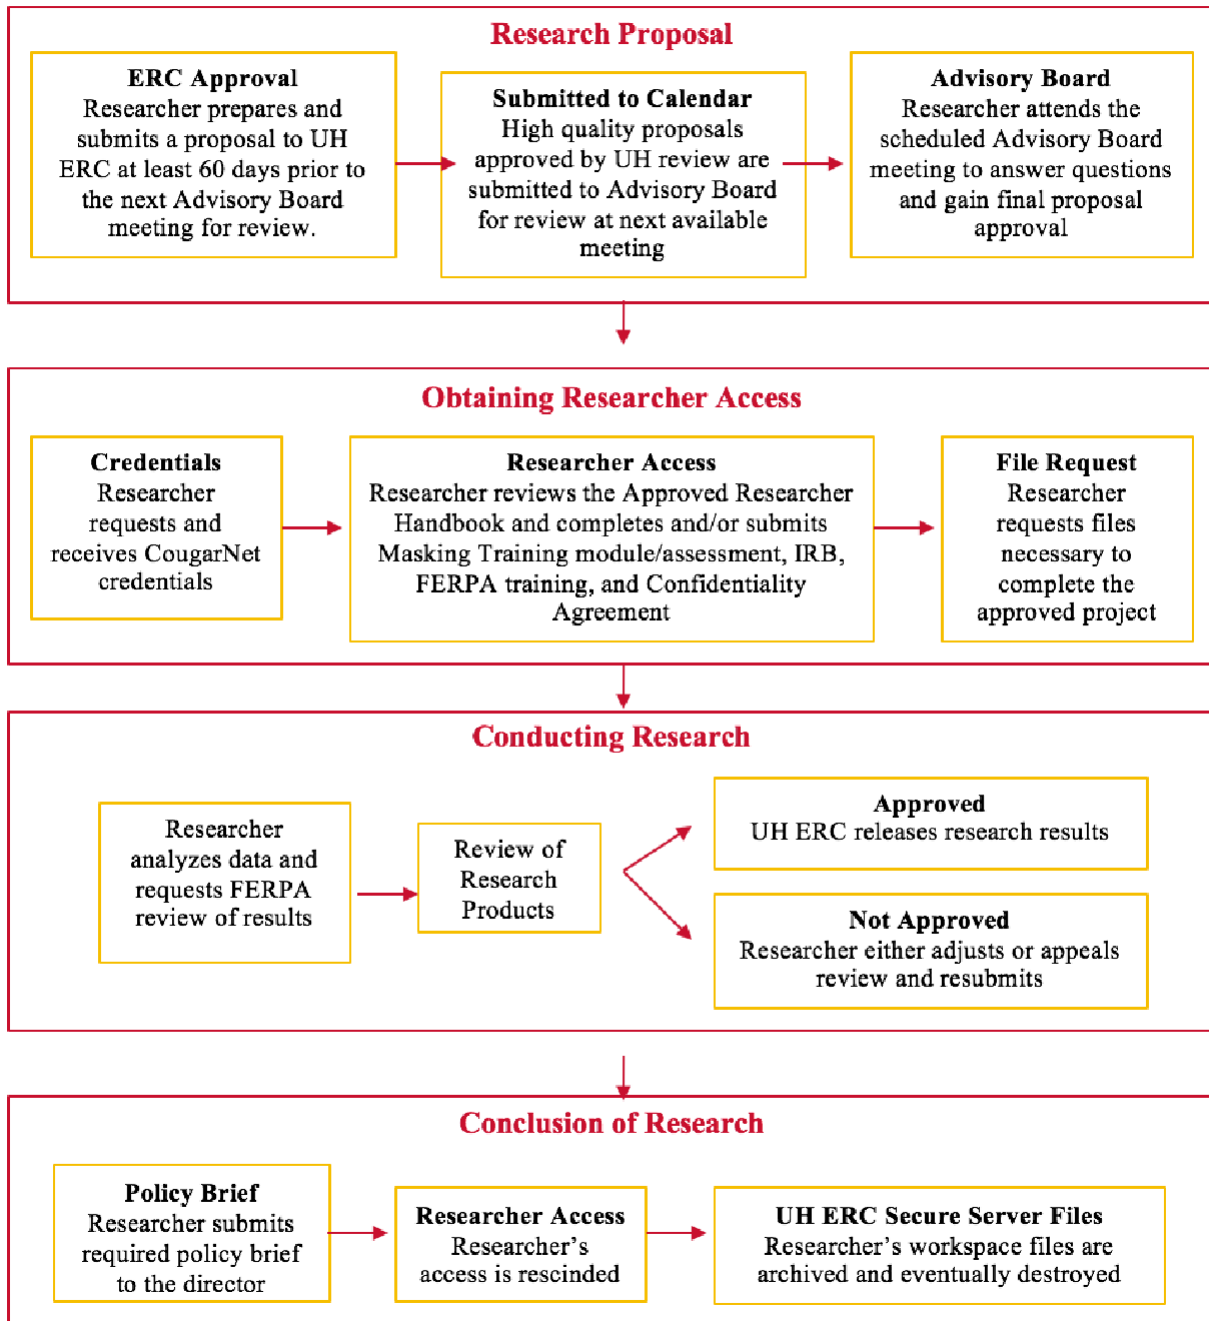 Research Proposal
ERC Approval
Researcher prepares and
submits a proposal to UH
ERC at least 60 days prior to
the next Advisory Board
meeting for review.
Submitted to Calendar
High quality proposals
approved by UH review are
submitted to Advisory Board
for review at next available
meeting
Advisory Board
Researcher attends the
scheduled Advisory Board
meeting to answer questions
and gain final proposal
approval
Obtaining Researcher Access
Credentials
Researcher
requests and
receives CougarNet
credentials
Researcher Access
Researcher reviews the Approved Researcher
Handbook and completes and/or submits
Masking Training module/assessment, IRB,
FERPA training, and Confidentiality
Agreement
File Request
Researcher
requests files
necessary to
complete the
approved project
Conducting Research
Researcher
analyzes data and
requests FERPA
review of results
Review of
Research
Products
Approved
UH ERC releases research results
Not Approved
Researcher either adjusts or appeals
review and resubmits
Conclusion of Research
Policy Brief
Researcher submits
required policy brief
to the director
Researcher Access
Researcher’s
access is rescinded
UH ERC Secure Server Files
Researcher’s workspace files are
archived and eventually destroyed